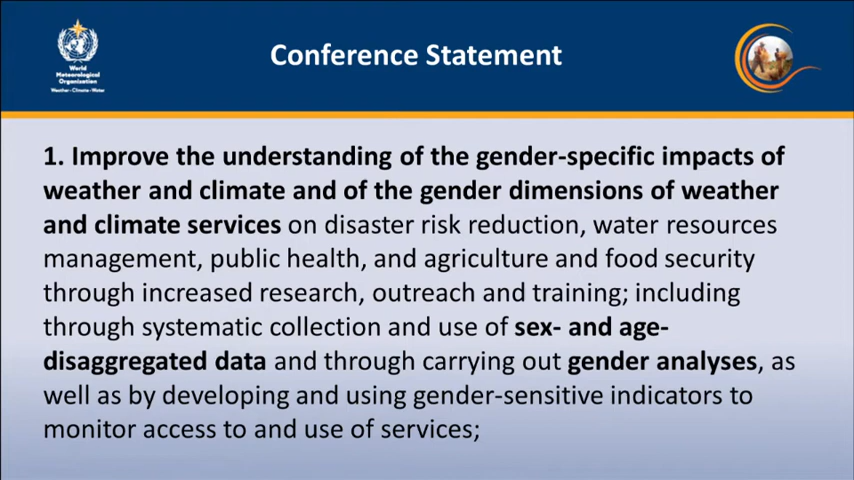 Conference Statement
World
Meteorological
Organization
Weather · Climate · Water
1. Improve the understanding of the gender-specific impacts of
weather and climate and of the gender dimensions of weather
and climate services on disaster risk reduction, water resources
management, public health, and agriculture and food security
through increased research, outreach and training; including
through systematic collection and use of sex- and age-
disaggregated data and through carrying out gender analyses, as
well as by developing and using gender-sensitive indicators to
monitor access to and use of services;